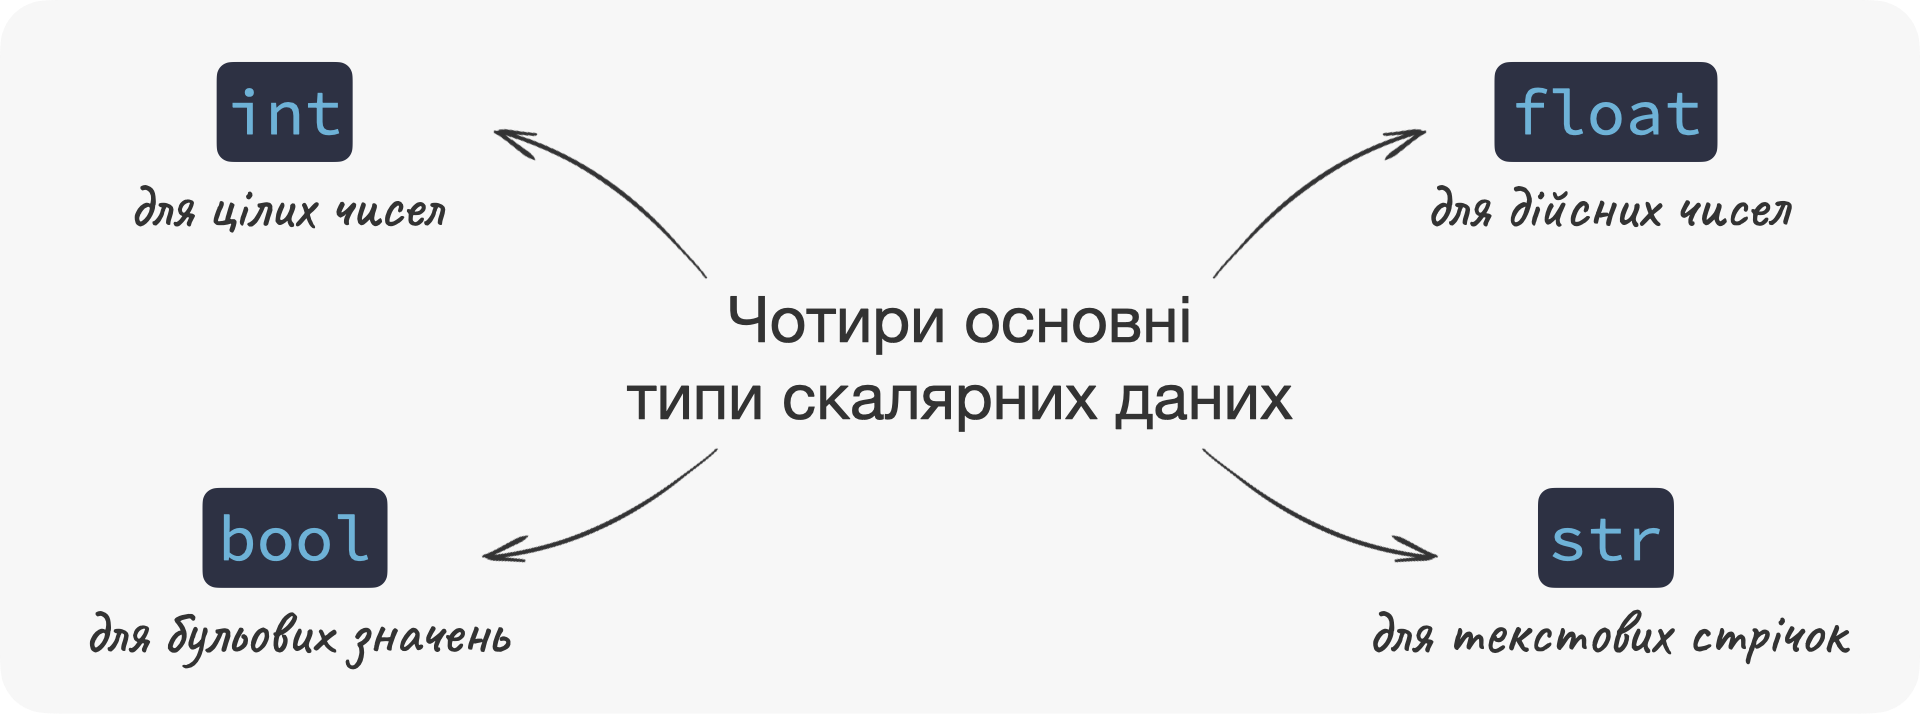 int
для цілих чисел
float
для дійсних чисел
Чотири основні
типи скалярних даних
bool
для бульових значень
str
для текстових стрічок